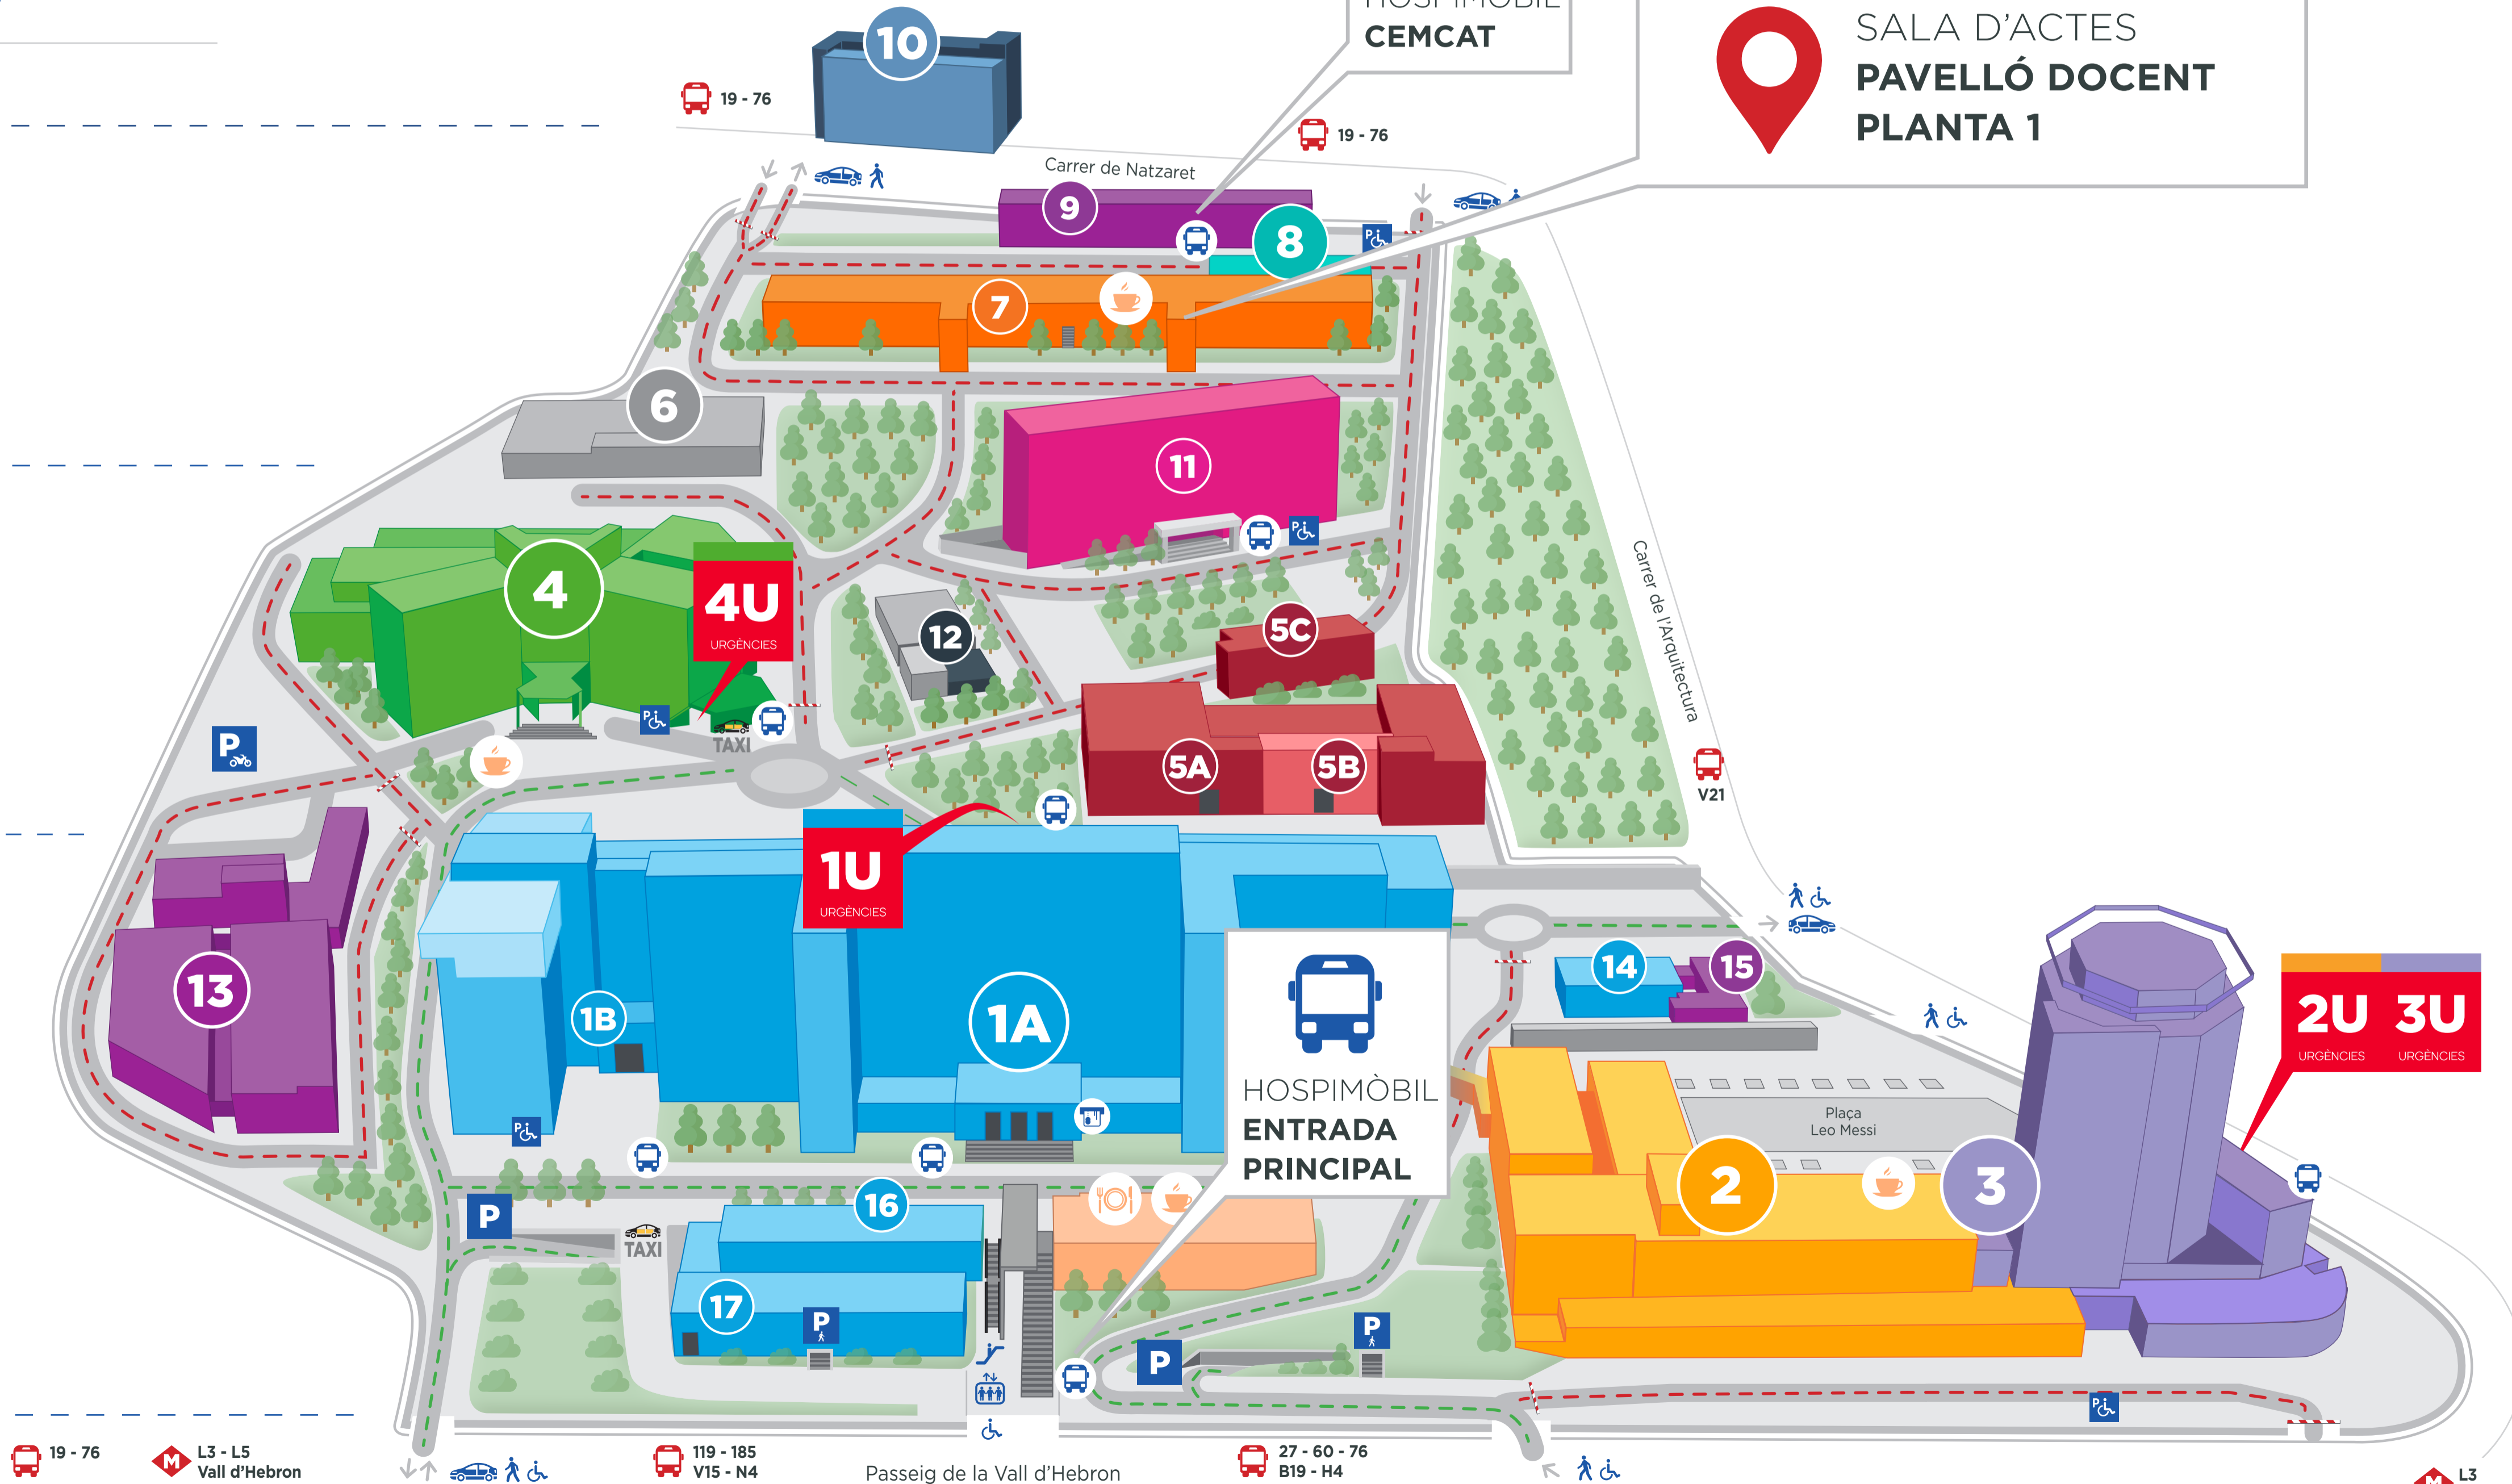 HOSPIMÒBIL
CEMCAT
SALA D'ACTES
PAVELLÓ DOCENT
PLANTA 1
10
19 - 76
19 - 76
Carrer de Natzaret
9
8
P
7
6
11
P
4
4U
URGÈNCIES
12
5C
Carrer de l'Arquitectura
P
TAXI
P
5A
5B
V21
1U
URGÈNCIES
13
1B
1A
14
15
2U 3U
URGÈNCIES URGÈNCIES
HOSPIMÒBIL
ENTRADA
PRINCIPAL
Plaça
Leo Messi
P
2
3
16
P
TAXI
17
P
P
P
P
19 - 76
M
L3 - L5
Vall d'Hebron
119 - 185
V15 - N4
Passeig de la Vall d'Hebron
27 - 60 - 76
B19 - H4
M
L3